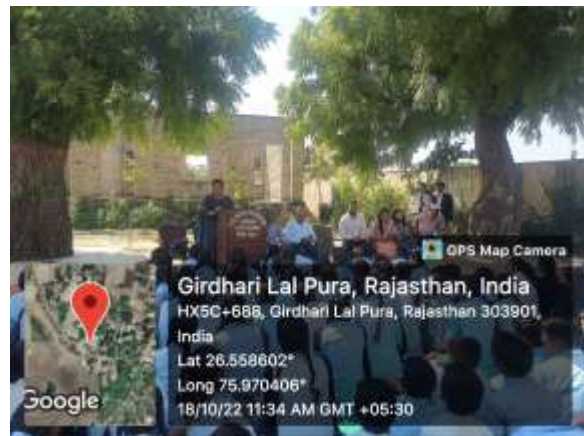 GPS Map Camera
Girdhari Lal Pura, Rajasthan, India
HX5C+668, Girdhari Lal Pura, Rajasthan 303901,
India
Lat 26.558602°
Long 75.970406°
18/10/22 11:34 AM GMT +05:30
Google